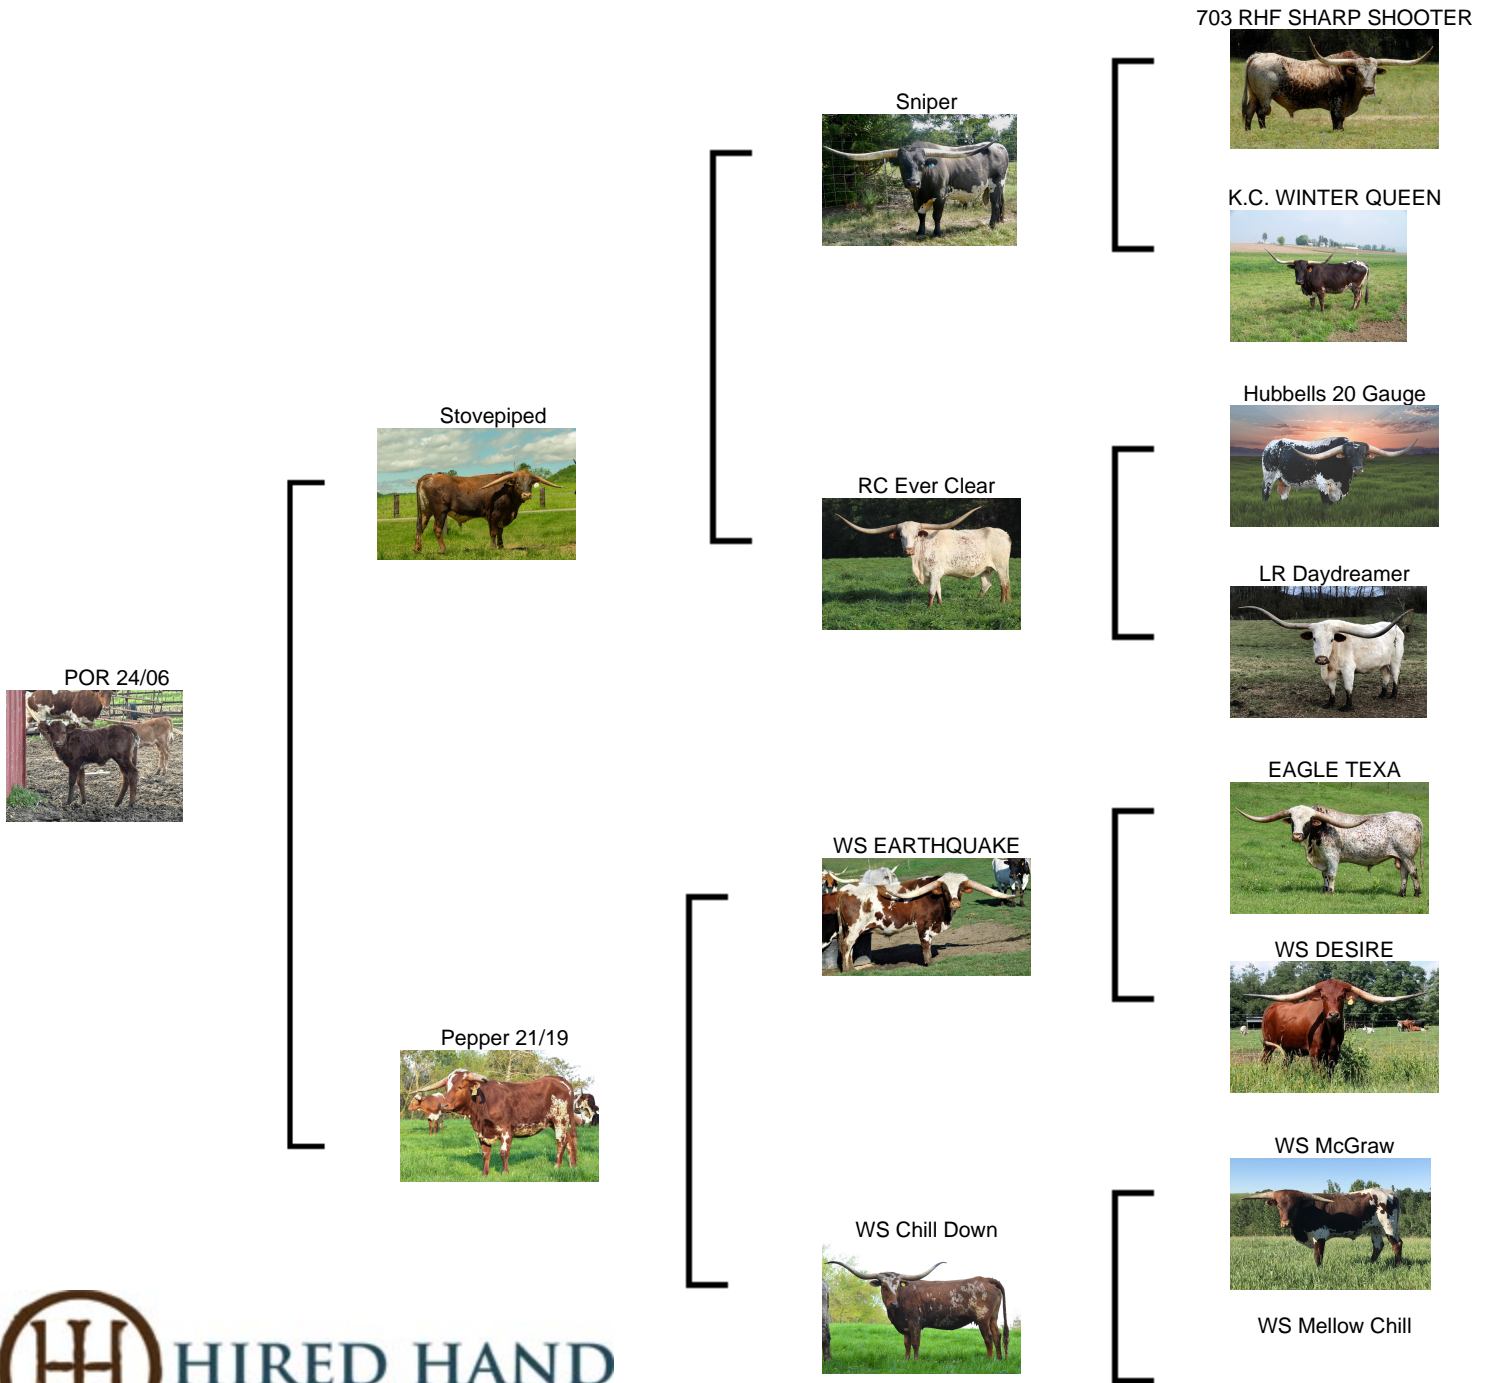 703 RHF SHARP SHOOTER
Sniper
K.C. WINTER QUEEN
Hubbells 20 Gauge
Stovepiped
RC Ever Clear
LR Daydreamer
POR 24/06
EAGLE TEXA
WS EARTHQUAKE
WS DESIRE
Pepper 21/19
WS McGraw
WS Chill Down
WS Mellow Chill
HIRED HAND